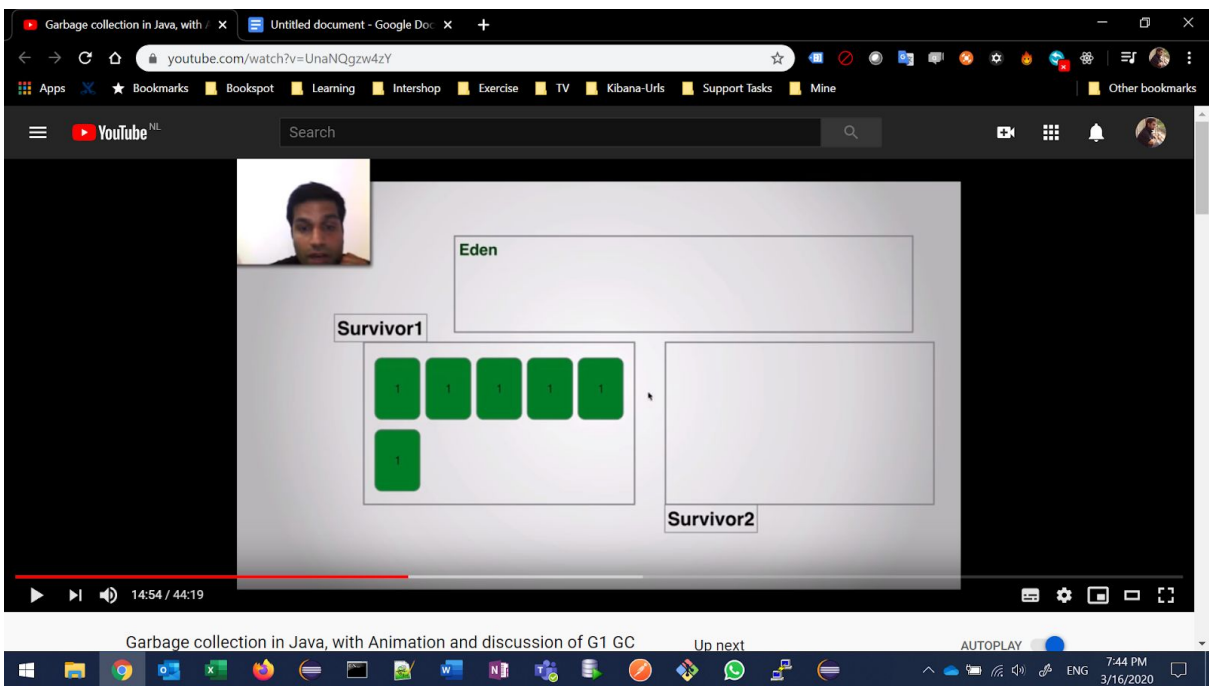 Garbage collection in Java, with A
Untitled document - Google Doc
youtube.com/watch?v=UnaNQgzw4zY
Apps
Bookmarks
Bookspot
Learning
Intershop
Exercise
TV
Kibana-Urls
Support Tasks
Mine
Other bookmarks
YouTube NL
Search
Eden
Survivor1
1 1 1 1 1
1
Survivor2
14:54 / 44:19
Garbage collection in Java, with Animation and discussion of G1 GC
Up next
AUTOPLAY
ENG
7:44 PM
3/16/2020